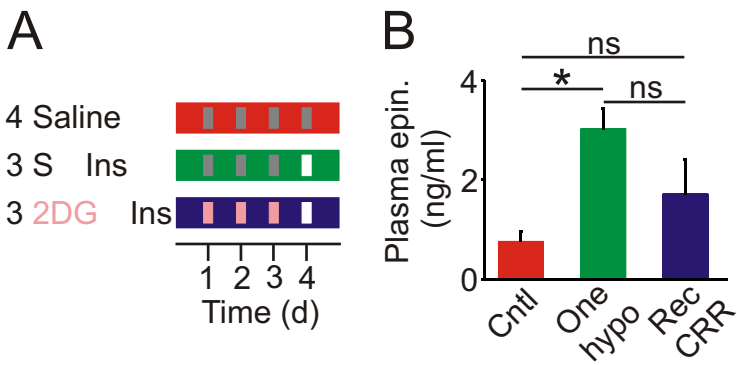 A
4 Saline
3 S Ins
3 2DG Ins
1 2 3 4
Time (d)
B
Plasma epin.
(ng/ml)
4
2
0
ns
*
ns
Cntl
One
hypo
Rec
CRR